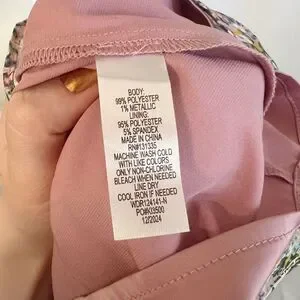 BODY:
99% POLYESTER
1% METALLIC
LINING:
95% POLYESTER
5% SPANDEX
MADE IN CHINA
RN#131335
MACHINE WASH COLD
WITH LIKE COLORS
ONLY NON-CHLORINE
BLEACH WHEN NEEDED
LINE DRY
COOL IRON IF NEEDED
WDR124141-N
PO#K03500
12/2024